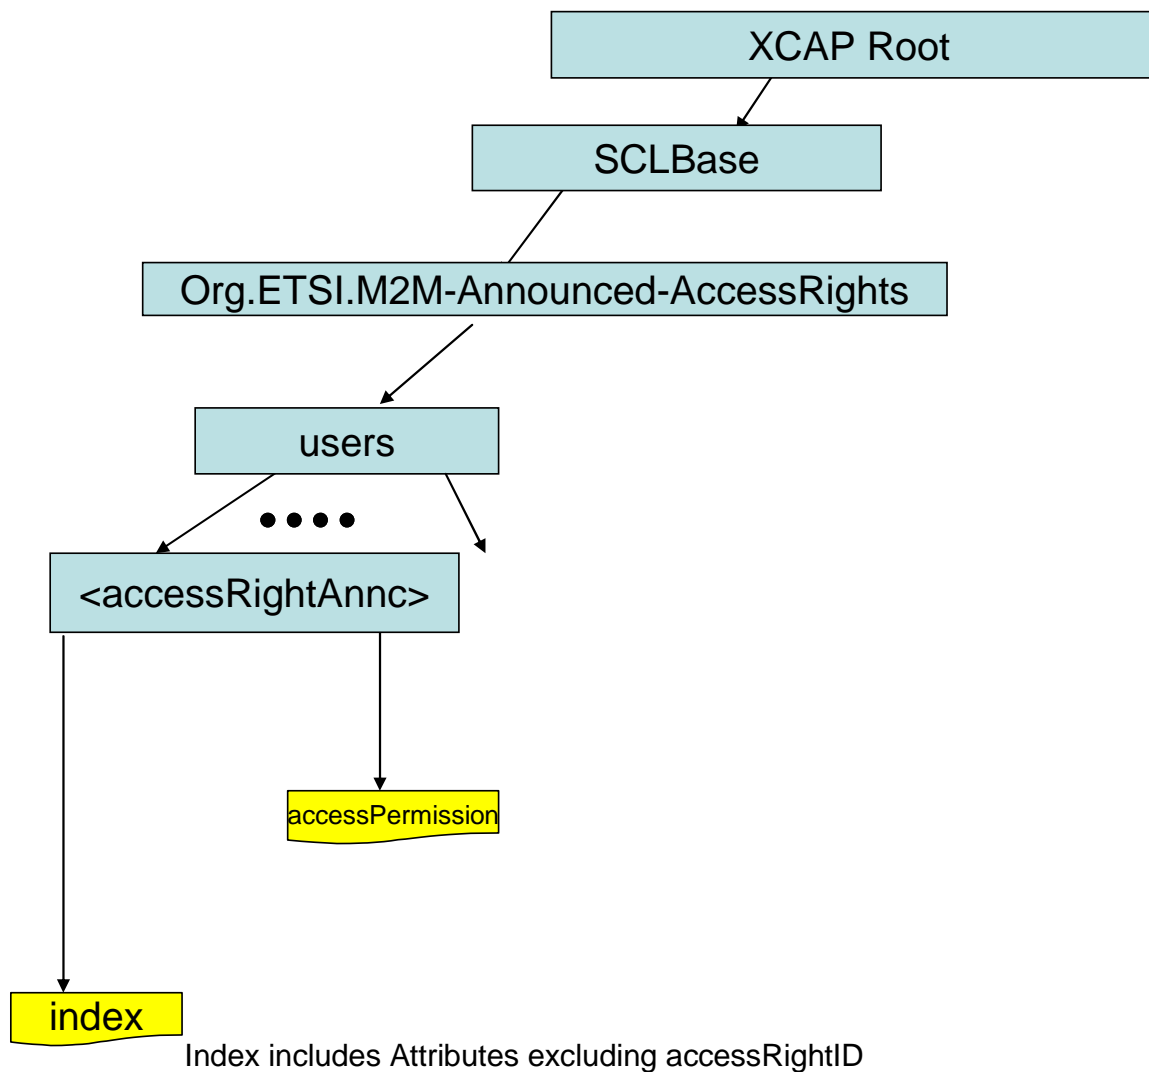 XCAP Root
SCLBase
Org.ETSI.M2M-Announced-AccessRights
users
<accessRightAnnc>
accessPermission
index
Index includes Attributes excluding accessRightID